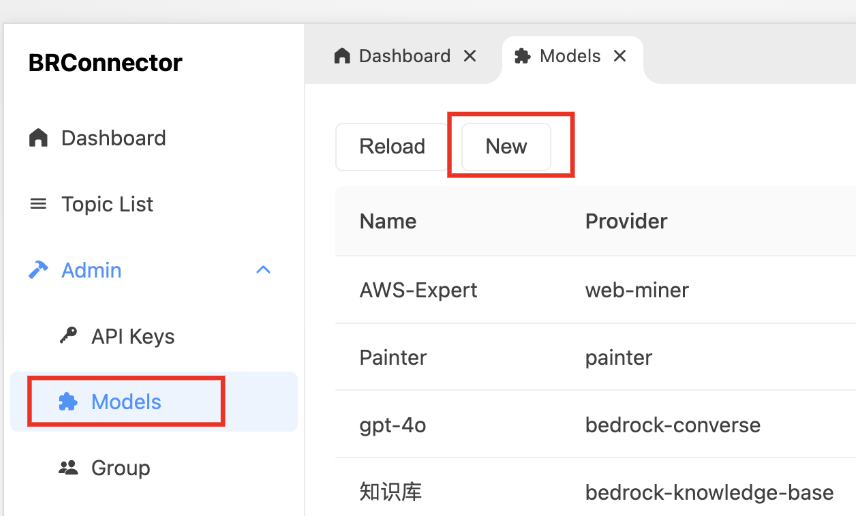 BRConnector
Dashboard
Topic List
Admin
API Keys
Models
Group
Dashboard
Models
Reload
New
Name Provider
AWS-Expert web-miner
Painter painter
gpt-4o bedrock-converse
知识库 bedrock-knowledge-base